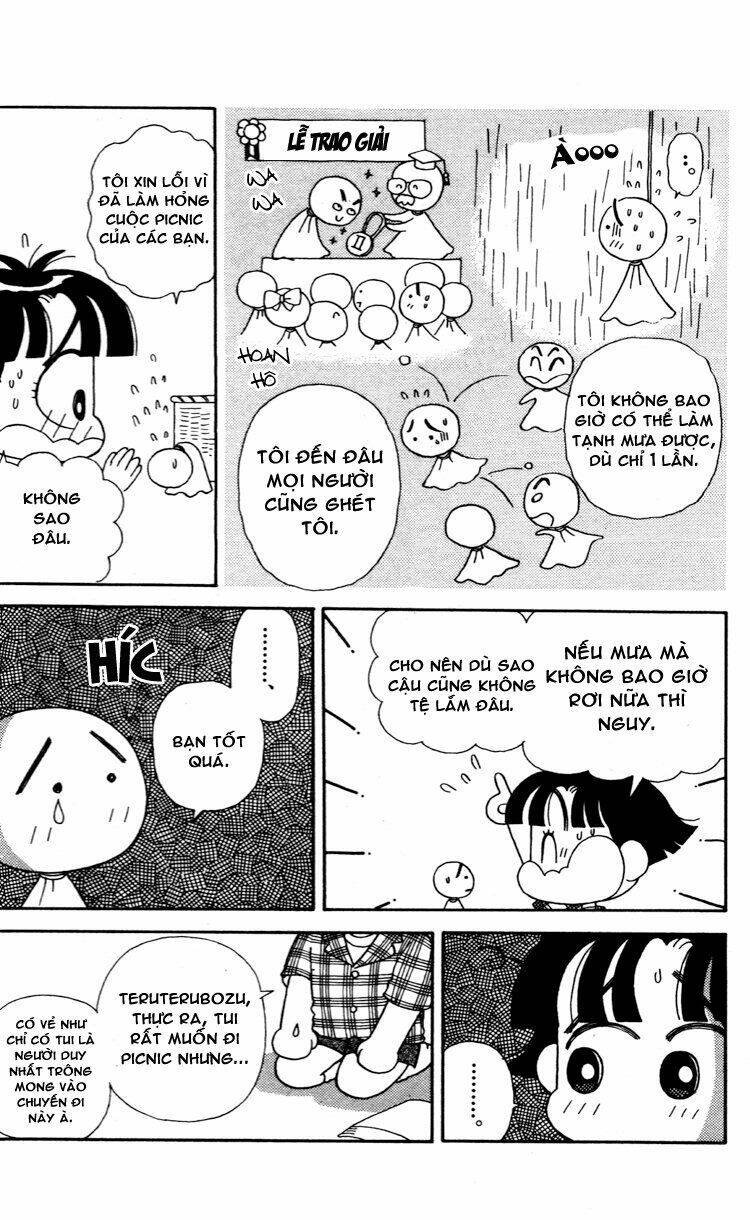 LỄ TRAO GIẢI
WA
WA
Àooo
HOAN
HÔ
TÔI KHÔNG BAO
GIỜ CÓ THỂ LÀM
TẠNH MƯA ĐƯỢC,
DÙ CHỈ 1 LẦN.
TÔI ĐẾN ĐÂU
MỌI NGƯỜI
CŨNG GHÉT
TÔI.
TÔI XIN LỖI VÌ
ĐÃ LÀM HỎNG
CUỘC PICNIC
CỦA CÁC BẠN.
KHÔNG
SAO
ĐÂU.
NẾU MƯA MÀ
KHÔNG BAO GIỜ
RƠI NỮA THÌ
NGUY.
CHO NÊN DÙ SAO
CẬU CŨNG KHÔNG
TỆ LẮM ĐÂU.
HÍC
BẠN TỐT
QUÁ.
TERUTERUBOZU,
THỰC RA, TUI
RẤT MUỐN ĐI
PICNIC NHƯNG...
CÓ VẺ NHƯ
CHỈ CÓ TUI LÀ
NGƯỜI DUY
NHẤT TRÔNG
MONG VÀO
CHUYẾN ĐI
NÀY À.